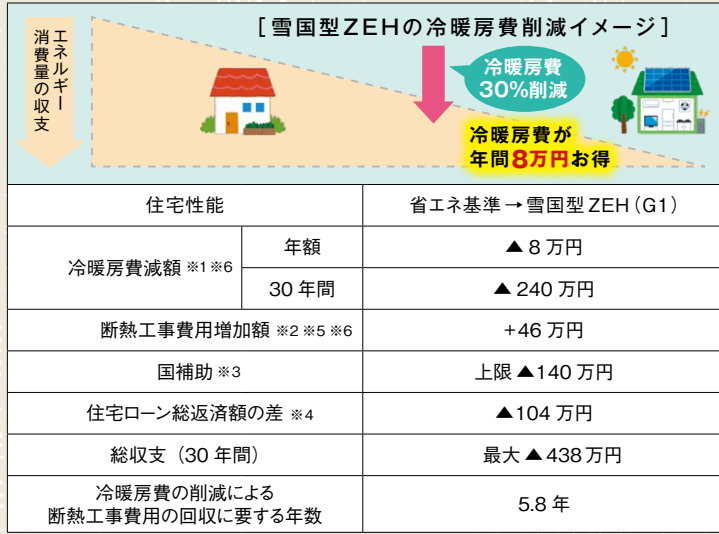 [雪国型ZEHの冷暖房費削減イメージ]
エネルギー
消費量の収支
冷暖房費
30%削減
冷暖房費が
年間8万円お得
住宅性能
省エネ基準→雪国型ZEH(G1)
冷暖房費減額 ※1※6
年額
▲8万円
30年間
▲240万円
断熱工事費用増加額 ※2※5※6
+46万円
国補助 ※3
上限▲140万円
住宅ローン総返済額の差 ※4
▲104万円
総収支(30年間)
最大▲438万円
冷暖房費の削減による
断熱工事費用の回収に要する年数
5.8年